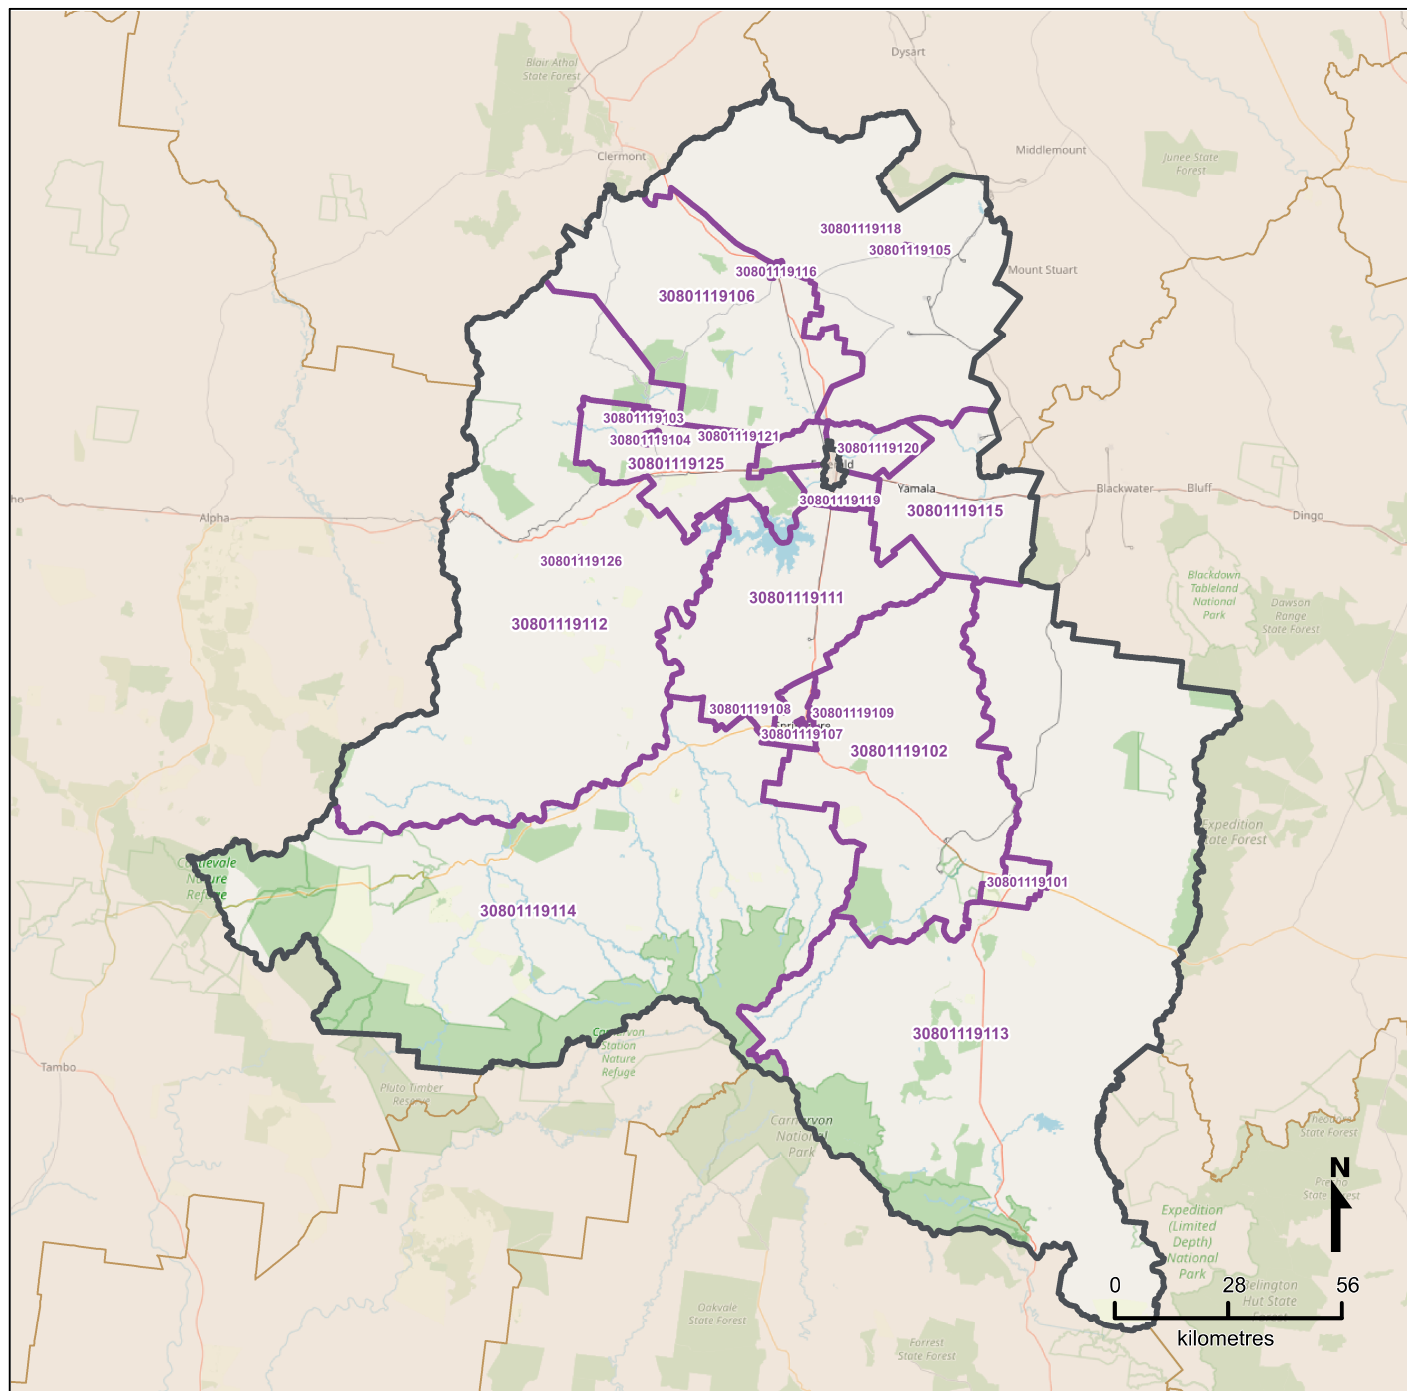 Dysart
Blair Athol
State Forest
Middlemount
Clermont
Junee State
Forest
30801119118
30801119105
30801119116
Mount Stuart
30801119106
30801119103
30801119121
30801119104
30801119120
30801119125
Yamala
Blackwater
Bluff
30801119119
30801119115
Alpha
Dingo
30801119126
Blackdown
Tableland
National
Park
30801119111
Dawson
Range
State Forest
30801119112
30801119108
30801119109
30801119107
30801119102
Expedition
State Forest
Nature
30801119101
30801119114
30801119113
Station
Nature
Refuge
Tambo
Pluto Timber
Reserve
Carnarvon
National
Park
State Forest
N
Expedition
(Limited
Depth)
National
Park
0 28 56
Hut State
kilometres
Oakvale
State Forest
Forrest
State Forest